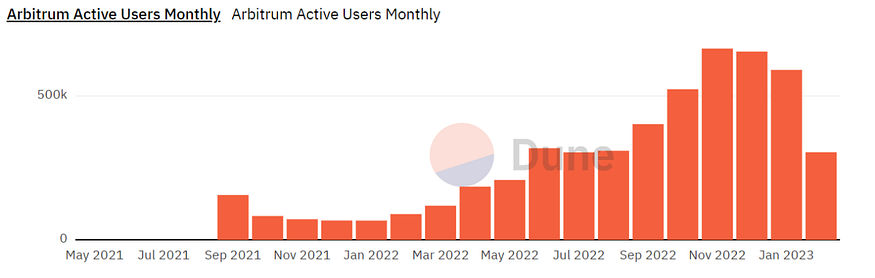 Arbitrum Active Users Monthly Arbitrum Active Users Monthly
500k
Dune
0
May 2021 Jul 2021 Sep 2021 Nov 2021 Jan 2022 Mar 2022 May 2022 Jul 2022 Sep 2022 Nov 2022 Jan 2023